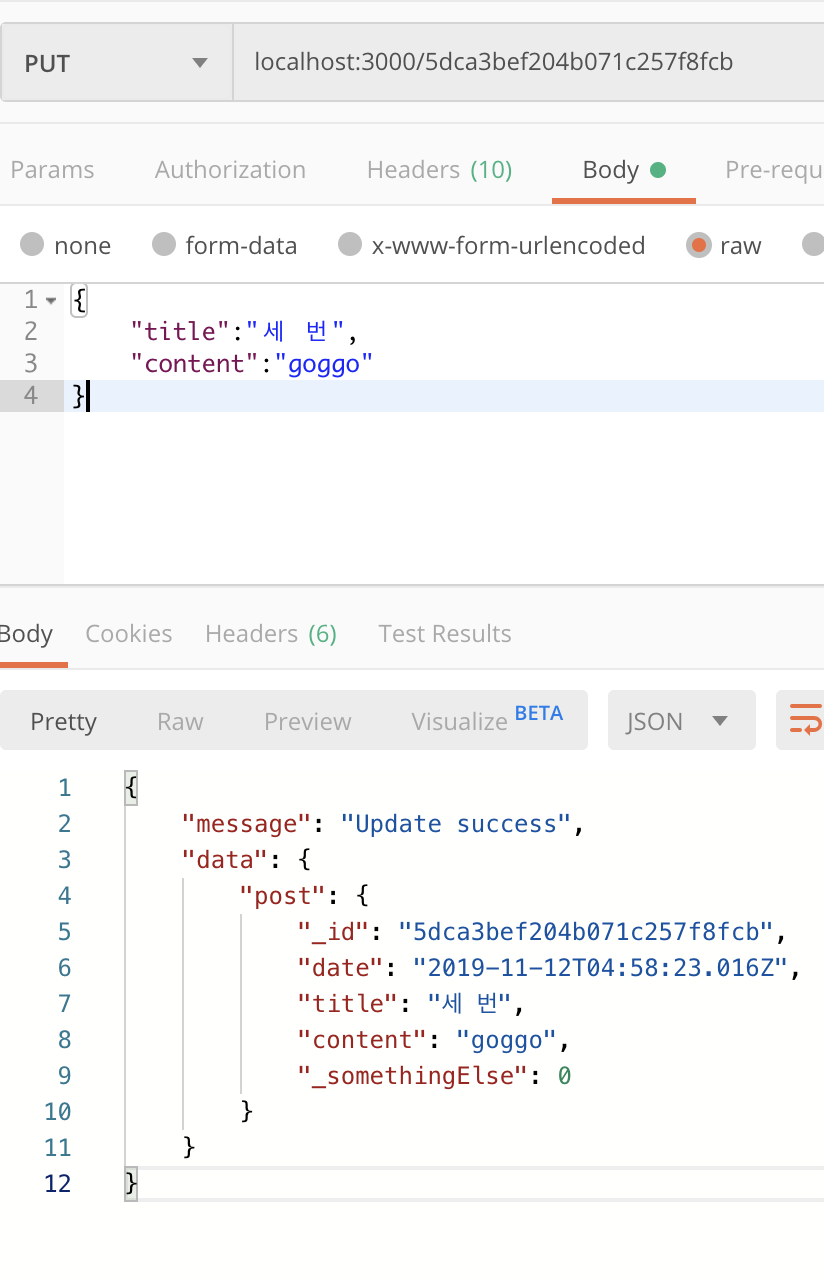 PUT localhost:3000/5dca3bef204b071c257f8fcb
Params Authorization Headers (10) Body Pre-requ
none form-data x-www-form-urlencoded raw
1 {
2 "title":"세 번",
3 "content":"goggo"
4 }
Body Cookies Headers (6) Test Results
Pretty Raw Preview Visualize BETA JSON
1 {
2 "message": "Update success",
3 "data": {
4 "post": {
5 "_id": "5dca3bef204b071c257f8fcb",
6 "date": "2019-11-12T04:58:23.016Z",
7 "title": "세 번",
8 "content": "goggo",
9 "_somethingElse": 0
10 }
11 }
12 }